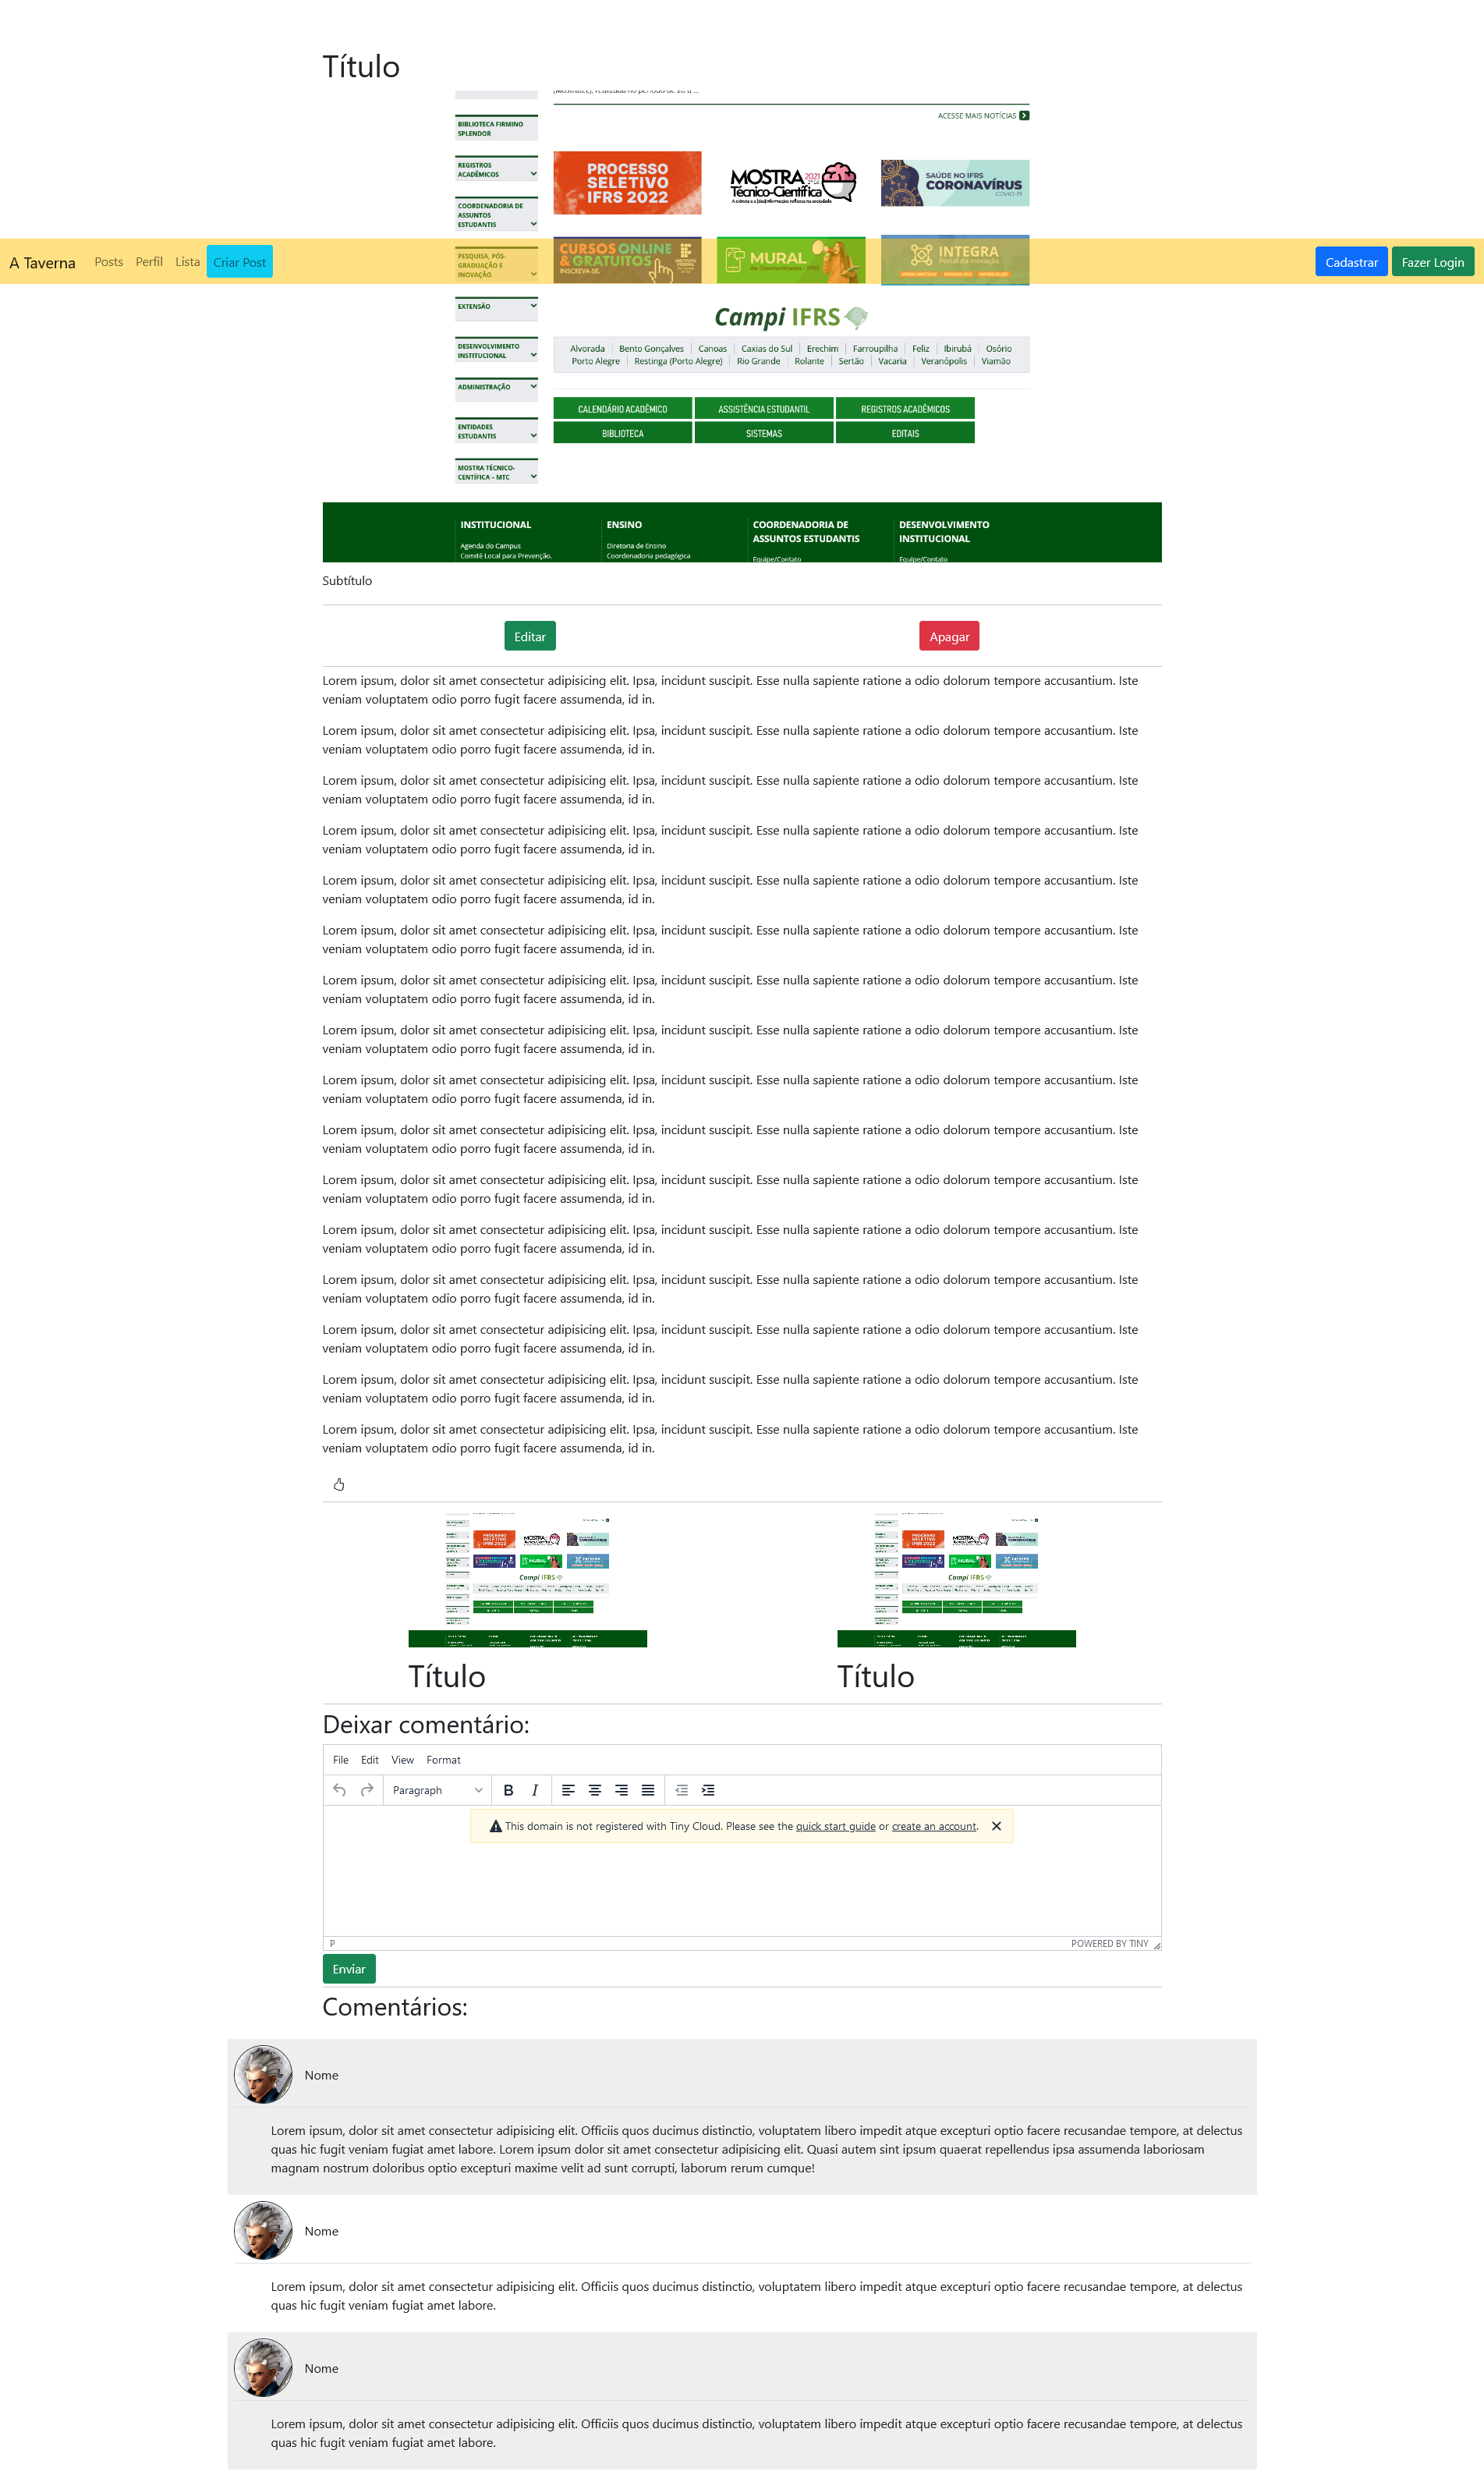 Título
ACESSE MAIS NOTÍCIAS
BIBLIOTECA FIRMINO
SPLENDOR
REGISTROS
ACADÊMICOS
PROCESSO
SELETIVO
IFRS 2022
MOSTRA 2021
Técnico-Científica
A ciência e a (des)informação: reflexos na sociedade
SAÚDE NO IFRS
CORONAVÍRUS
COVID-19
COORDENADORIA DE
ASSUNTOS
ESTUDANTIS
A Taverna
Posts
Perfil
Lista
Criar Post
PESQUISA, PÓS-
GRADUAÇÃO E
INOVAÇÃO
CURSOS ONLINE
& GRATUITOS
INSCREVA-SE.
MURAL
de Oportunidades - IFRS
INTEGRA
Portal da Inovação
Cadastrar
Fazer Login
EXTENSÃO
Campi IFRS
DESENVOLVIMENTO
INSTITUCIONAL
Alvorada Bento Gonçalves Canoas Caxias do Sul Erechim Farroupilha Feliz Ibirubá Osório
Porto Alegre Restinga (Porto Alegre) Rio Grande Rolante Sertão Vacaria Veranópolis Viamão
ADMINISTRAÇÃO
CALENDÁRIO ACADÊMICO ASSISTÊNCIA ESTUDANTIL REGISTROS ACADÊMICOS
BIBLIOTECA SISTEMAS EDITAIS
ENTIDADES
ESTUDANTIS
MOSTRA TÉCNICO-
CENTÍFICA – MTC
INSTITUCIONAL
Agenda do Campus
Comitê Local para Prevenção,
ENSINO
Diretoria de Ensino
Coordenadoria pedagógica
COORDENADORIA DE
ASSUNTOS ESTUDANTIS
Equipe/Contato
DESENVOLVIMENTO
INSTITUCIONAL
Equipe/Contato
Subtítulo
Editar
Apagar
Lorem ipsum, dolor sit amet consectetur adipisicing elit. Ipsa, incidunt suscipit. Esse nulla sapiente ratione a odio dolorum tempore accusantium. Iste
veniam voluptatem odio porro fugit facere assumenda, id in.
Lorem ipsum, dolor sit amet consectetur adipisicing elit. Ipsa, incidunt suscipit. Esse nulla sapiente ratione a odio dolorum tempore accusantium. Iste
veniam voluptatem odio porro fugit facere assumenda, id in.
Lorem ipsum, dolor sit amet consectetur adipisicing elit. Ipsa, incidunt suscipit. Esse nulla sapiente ratione a odio dolorum tempore accusantium. Iste
veniam voluptatem odio porro fugit facere assumenda, id in.
Lorem ipsum, dolor sit amet consectetur adipisicing elit. Ipsa, incidunt suscipit. Esse nulla sapiente ratione a odio dolorum tempore accusantium. Iste
veniam voluptatem odio porro fugit facere assumenda, id in.
Lorem ipsum, dolor sit amet consectetur adipisicing elit. Ipsa, incidunt suscipit. Esse nulla sapiente ratione a odio dolorum tempore accusantium. Iste
veniam voluptatem odio porro fugit facere assumenda, id in.
Lorem ipsum, dolor sit amet consectetur adipisicing elit. Ipsa, incidunt suscipit. Esse nulla sapiente ratione a odio dolorum tempore accusantium. Iste
veniam voluptatem odio porro fugit facere assumenda, id in.
Lorem ipsum, dolor sit amet consectetur adipisicing elit. Ipsa, incidunt suscipit. Esse nulla sapiente ratione a odio dolorum tempore accusantium. Iste
veniam voluptatem odio porro fugit facere assumenda, id in.
Lorem ipsum, dolor sit amet consectetur adipisicing elit. Ipsa, incidunt suscipit. Esse nulla sapiente ratione a odio dolorum tempore accusantium. Iste
veniam voluptatem odio porro fugit facere assumenda, id in.
Lorem ipsum, dolor sit amet consectetur adipisicing elit. Ipsa, incidunt suscipit. Esse nulla sapiente ratione a odio dolorum tempore accusantium. Iste
veniam voluptatem odio porro fugit facere assumenda, id in.
Lorem ipsum, dolor sit amet consectetur adipisicing elit. Ipsa, incidunt suscipit. Esse nulla sapiente ratione a odio dolorum tempore accusantium. Iste
veniam voluptatem odio porro fugit facere assumenda, id in.
Lorem ipsum, dolor sit amet consectetur adipisicing elit. Ipsa, incidunt suscipit. Esse nulla sapiente ratione a odio dolorum tempore accusantium. Iste
veniam voluptatem odio porro fugit facere assumenda, id in.
Lorem ipsum, dolor sit amet consectetur adipisicing elit. Ipsa, incidunt suscipit. Esse nulla sapiente ratione a odio dolorum tempore accusantium. Iste
veniam voluptatem odio porro fugit facere assumenda, id in.
Lorem ipsum, dolor sit amet consectetur adipisicing elit. Ipsa, incidunt suscipit. Esse nulla sapiente ratione a odio dolorum tempore accusantium. Iste
veniam voluptatem odio porro fugit facere assumenda, id in.
Lorem ipsum, dolor sit amet consectetur adipisicing elit. Ipsa, incidunt suscipit. Esse nulla sapiente ratione a odio dolorum tempore accusantium. Iste
veniam voluptatem odio porro fugit facere assumenda, id in.
Lorem ipsum, dolor sit amet consectetur adipisicing elit. Ipsa, incidunt suscipit. Esse nulla sapiente ratione a odio dolorum tempore accusantium. Iste
veniam voluptatem odio porro fugit facere assumenda, id in.
Lorem ipsum, dolor sit amet consectetur adipisicing elit. Ipsa, incidunt suscipit. Esse nulla sapiente ratione a odio dolorum tempore accusantium. Iste
veniam voluptatem odio porro fugit facere assumenda, id in.
PROCESSO
SELETIVO
IFRS 2022
MOSTRA
CORONAVÍRUS
MURAL
Campi IFRS
PROCESSO
SELETIVO
IFRS 2022
MOSTRA
CORONAVÍRUS
MURAL
Campi IFRS
Título
Título
Deixar comentário:
File Edit View Format
Paragraph B I
This domain is not registered with Tiny Cloud. Please see the quick start guide or create an account.
P
POWERED BY TINY
Enviar
Comentários:
Nome
Lorem ipsum, dolor sit amet consectetur adipisicing elit. Officiis quos ducimus distinctio, voluptatem libero impedit atque excepturi optio facere recusandae tempore, at delectus
quas hic fugit veniam fugiat amet labore. Lorem ipsum dolor sit amet consectetur adipisicing elit. Quasi autem sint ipsum quaerat repellendus ipsa assumenda laboriosam
magnam nostrum doloribus optio excepturi maxime velit ad sunt corrupti, laborum rerum cumque!
Nome
Lorem ipsum, dolor sit amet consectetur adipisicing elit. Officiis quos ducimus distinctio, voluptatem libero impedit atque excepturi optio facere recusandae tempore, at delectus
quas hic fugit veniam fugiat amet labore.
Nome
Lorem ipsum, dolor sit amet consectetur adipisicing elit. Officiis quos ducimus distinctio, voluptatem libero impedit atque excepturi optio facere recusandae tempore, at delectus
quas hic fugit veniam fugiat amet labore.